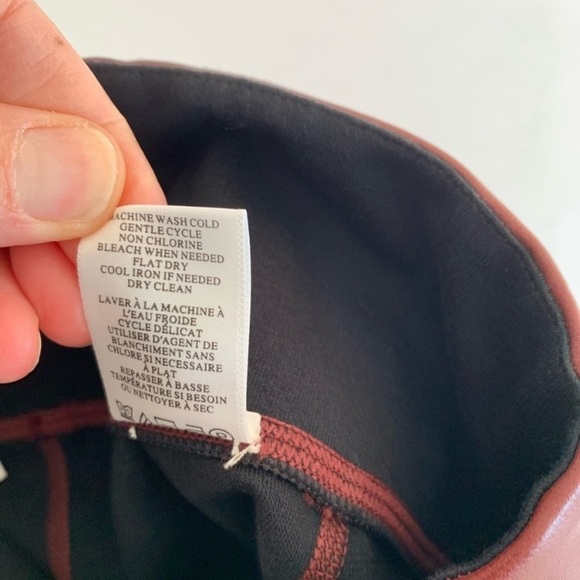 MACHINE WASH COLD
GENTLE CYCLE
NON CHLORINE
BLEACH WHEN NEEDED
FLAT DRY
COOL IRON IF NEEDED
DRY CLEAN
LAVER À LA MACHINE À
L'EAU FROIDE
CYCLE DÉLICAT
UTILISER D'AGENT DE
BLANCHIMENT SANS
CHLORE SI NECESSAIRE
À PLAT
REPASSER À BASSE
TEMPÉRATURE SI BESOIN
OU NETTOYER À SEC